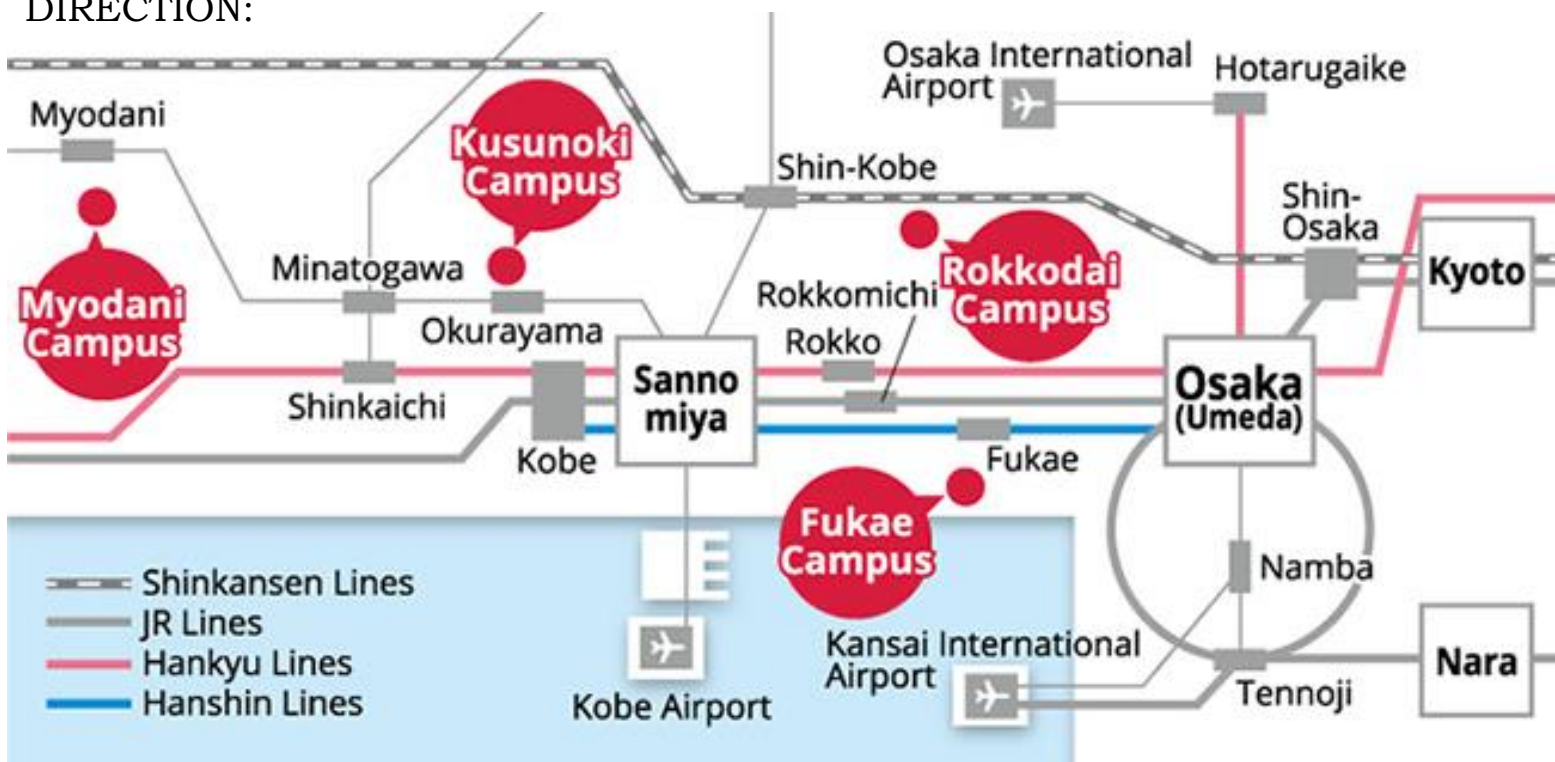 DIRECTION:
Osaka International
Airport
Hotarugaike
Myodani
Kusunoki
Campus
Shin-Kobe
Shin-
Osaka
Minatogawa
Rokkodai
Campus
Kyoto
Myodani
Campus
Rokkomichi
Okurayama
Rokko
Sanno
miya
Osaka
(Umeda)
Shinkaichi
Kobe
Fukae
Fukae
Campus
Namba
Shinkansen Lines
JR Lines
Hankyu Lines
Hanshin Lines
Kansai International
Airport
Nara
Kobe Airport
Tennoji